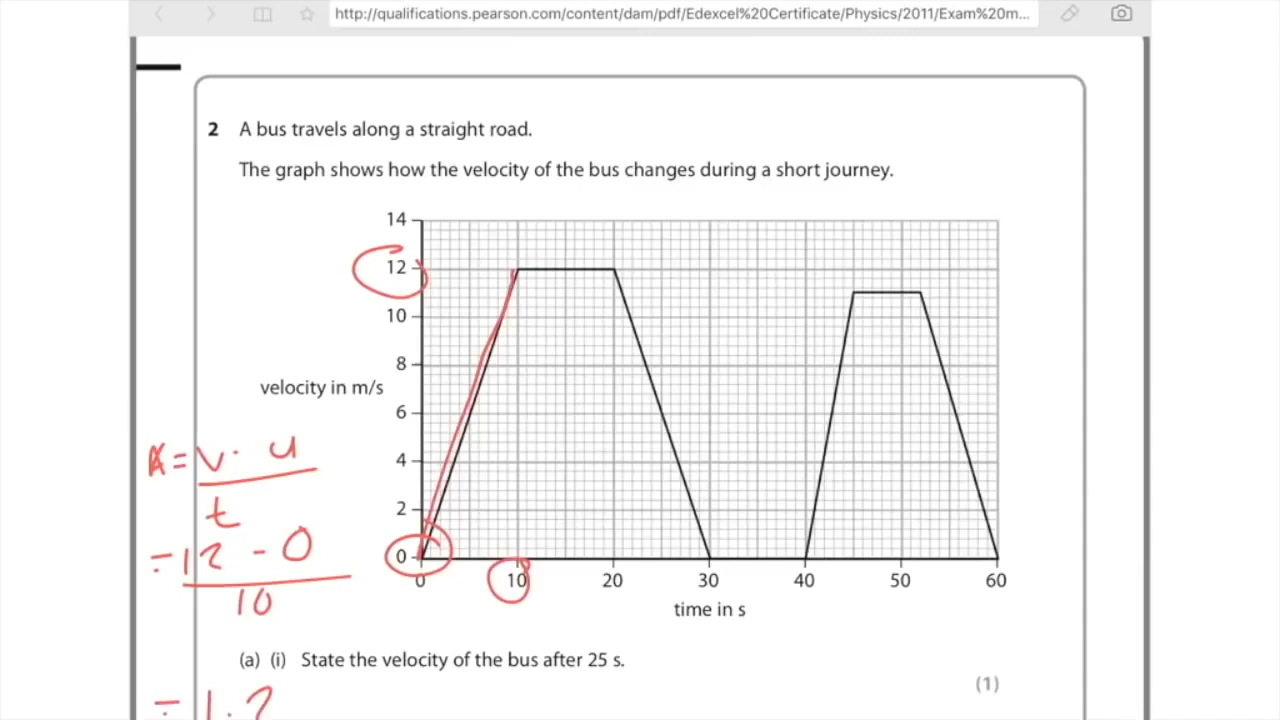 http://qualifications.pearson.com/content/dam/pdf/Edexcel%20Certificate/Physics/2011/Exam%20m...
2 A bus travels along a straight road.
The graph shows how the velocity of the bus changes during a short journey.
14
12
10
8
velocity in m/s
6
4
2
0
0 10 20 30 40 50 60
time in s
A = v - u
t
= 12 - 0
10
= 1.2
(a) (i) State the velocity of the bus after 25 s.
(1)